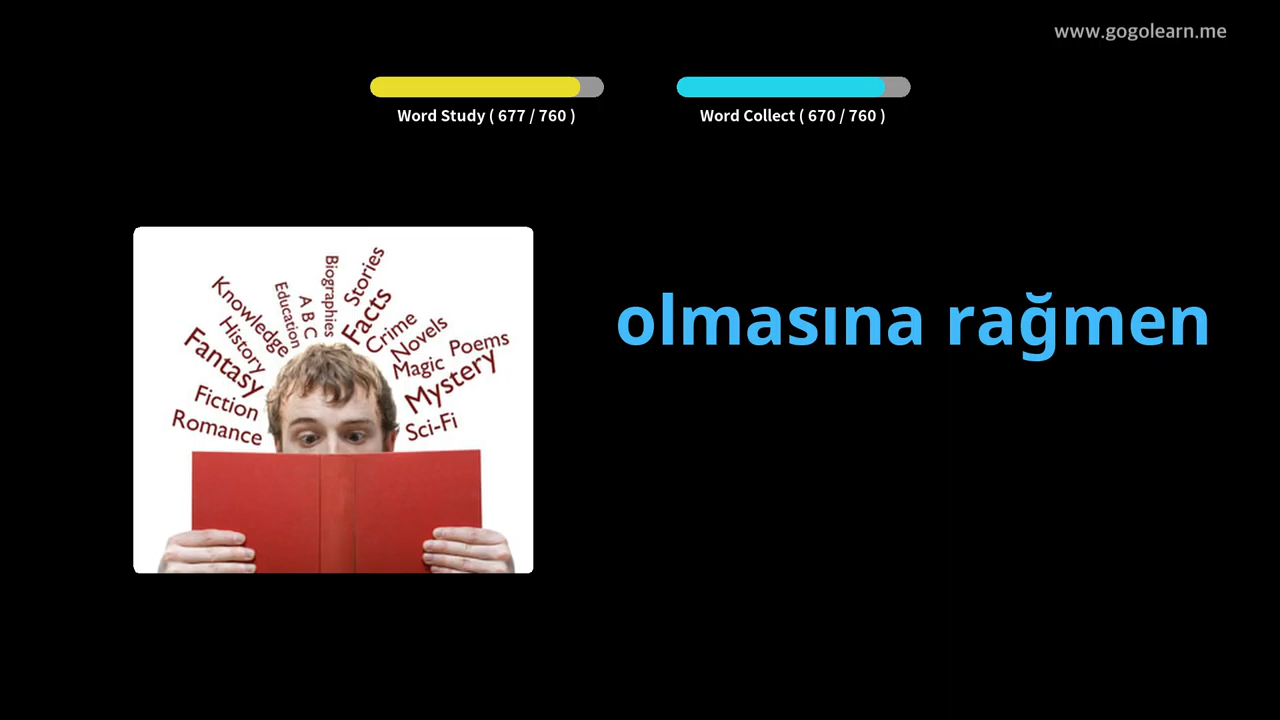 www.gogolearn.me
Word Study ( 677 / 760 )
Word Collect ( 670 / 760 )
olmasına rağmen
Biographies
Stories
Education
A B C
Facts
Knowledge
History
Crime
Novels
Fantasy
Magic
Poems
Mystery
Fiction
Romance
Sci-Fi